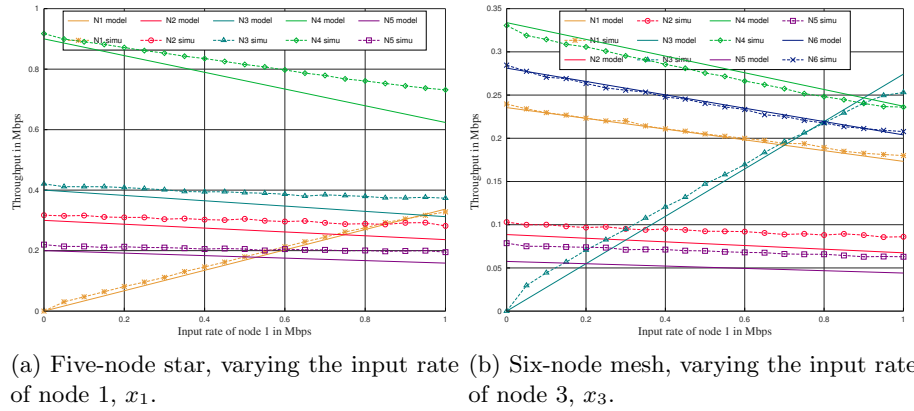 N1 model N2 model N3 model N4 model N5 model
N1 simu N2 simu N3 simu N4 simu N5 simu
Throughput in Mbps
1
0.8
0.6
0.4
0.2
0
0 0.2 0.4 0.6 0.8 1
Input rate of node 1 in Mbps
N1 model N2 simu N4 model N5 simu
N1 simu N3 model N4 simu N6 model
N2 model N3 simu N5 model N6 simu
Throughput in Mbps
0.35
0.3
0.25
0.2
0.15
0.1
0.05
0
0 0.2 0.4 0.6 0.8 1
Input rate of node 1 in Mbps
(a) Five-node star, varying the input rate of node 1, x₁.
(b) Six-node mesh, varying the input rate of node 3, x₃.